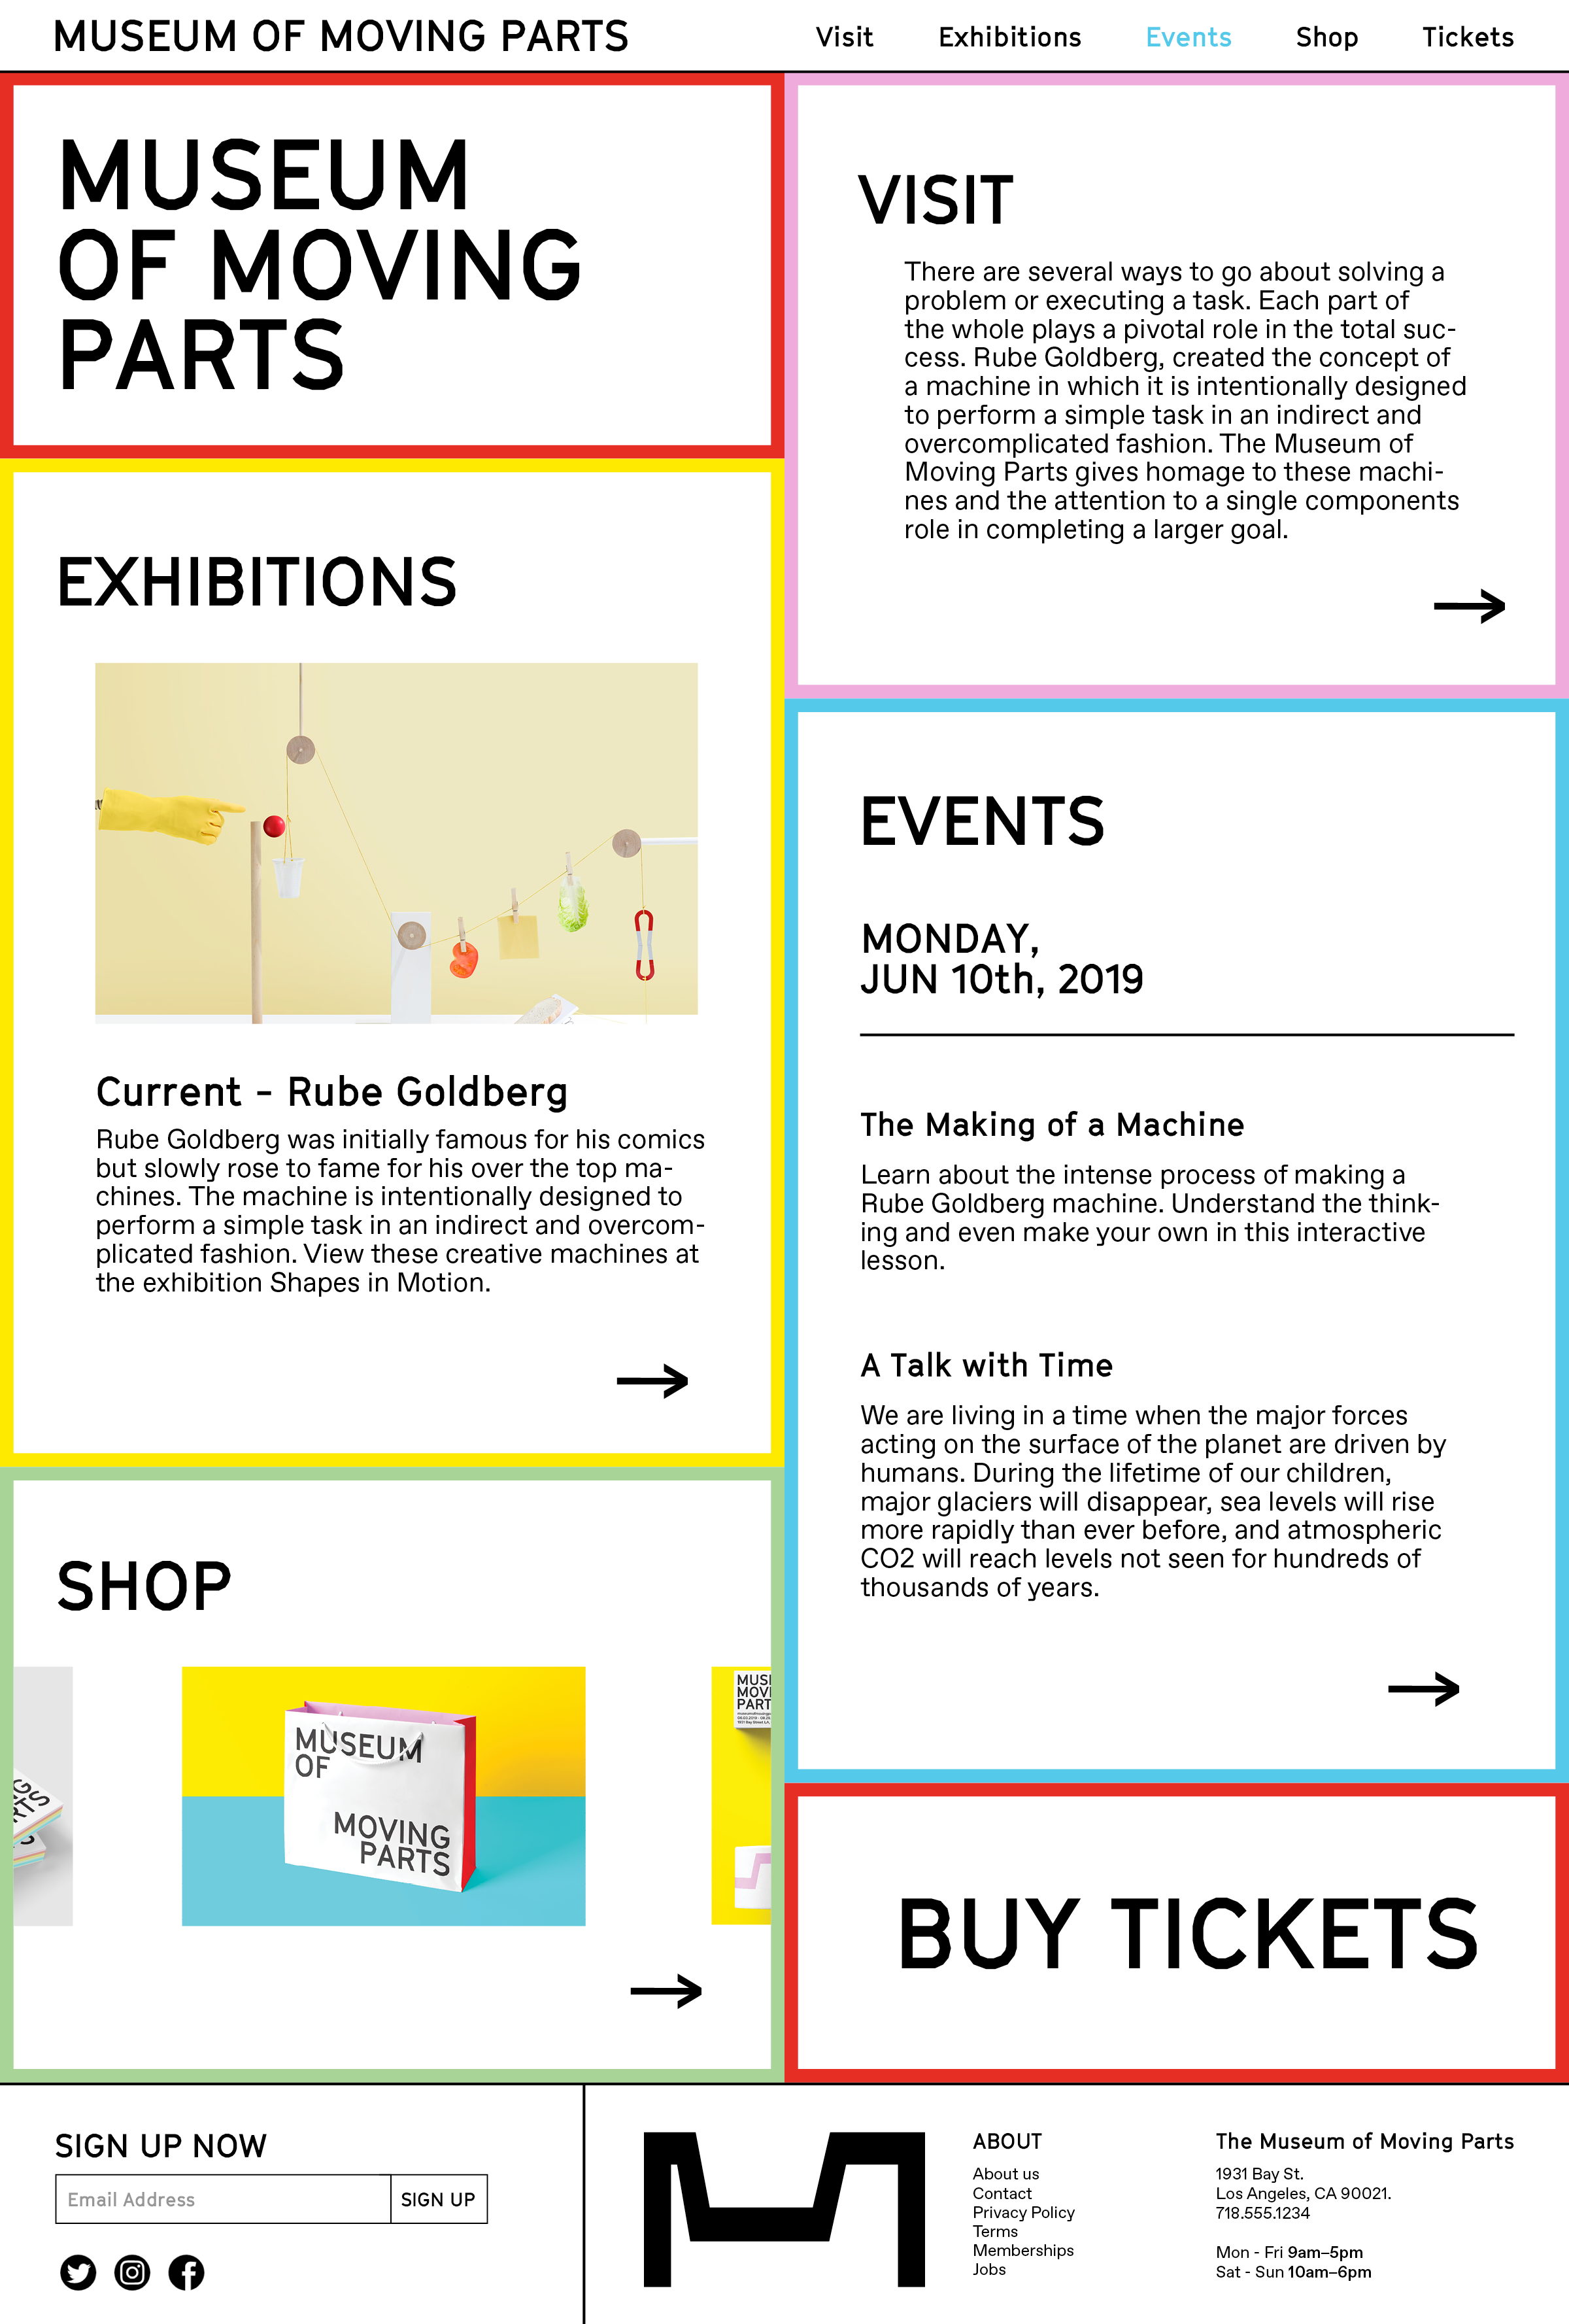 MUSEUM OF MOVING PARTS
Visit
Exhibitions
Events
Shop
Tickets
MUSEUM
OF MOVING
PARTS
EXHIBITIONS
Current - Rube Goldberg
Rube Goldberg was initially famous for his comics
but slowly rose to fame for his over the top ma-
chines. The machine is intentionally designed to
perform a simple task in an indirect and overcom-
plicated fashion. View these creative machines at
the exhibition Shapes in Motion.
SHOP
MUSEUM
OF
MOVING
PARTS
VISIT
There are several ways to go about solving a
problem or executing a task. Each part of
the whole plays a pivotal role in the total suc-
cess. Rube Goldberg, created the concept of
a machine in which it is intentionally designed
to perform a simple task in an indirect and
overcomplicated fashion. The Museum of
Moving Parts gives homage to these machi-
nes and the attention to a single components
role in completing a larger goal.
EVENTS
MONDAY,
JUN 10th, 2019
The Making of a Machine
Learn about the intense process of making a
Rube Goldberg machine. Understand the think-
ing and even make your own in this interactive
lesson.
A Talk with Time
We are living in a time when the major forces
acting on the surface of the planet are driven by
humans. During the lifetime of our children,
major glaciers will disappear, sea levels will rise
more rapidly than ever before, and atmospheric
CO2 will reach levels not seen for hundreds of
thousands of years.
BUY TICKETS
SIGN UP NOW
Email Address
SIGN UP
ABOUT
About us
Contact
Privacy Policy
Terms
Memberships
Jobs
The Museum of Moving Parts
1931 Bay St.
Los Angeles, CA 90021.
718.555.1234
Mon - Fri 9am–5pm
Sat - Sun 10am–6pm